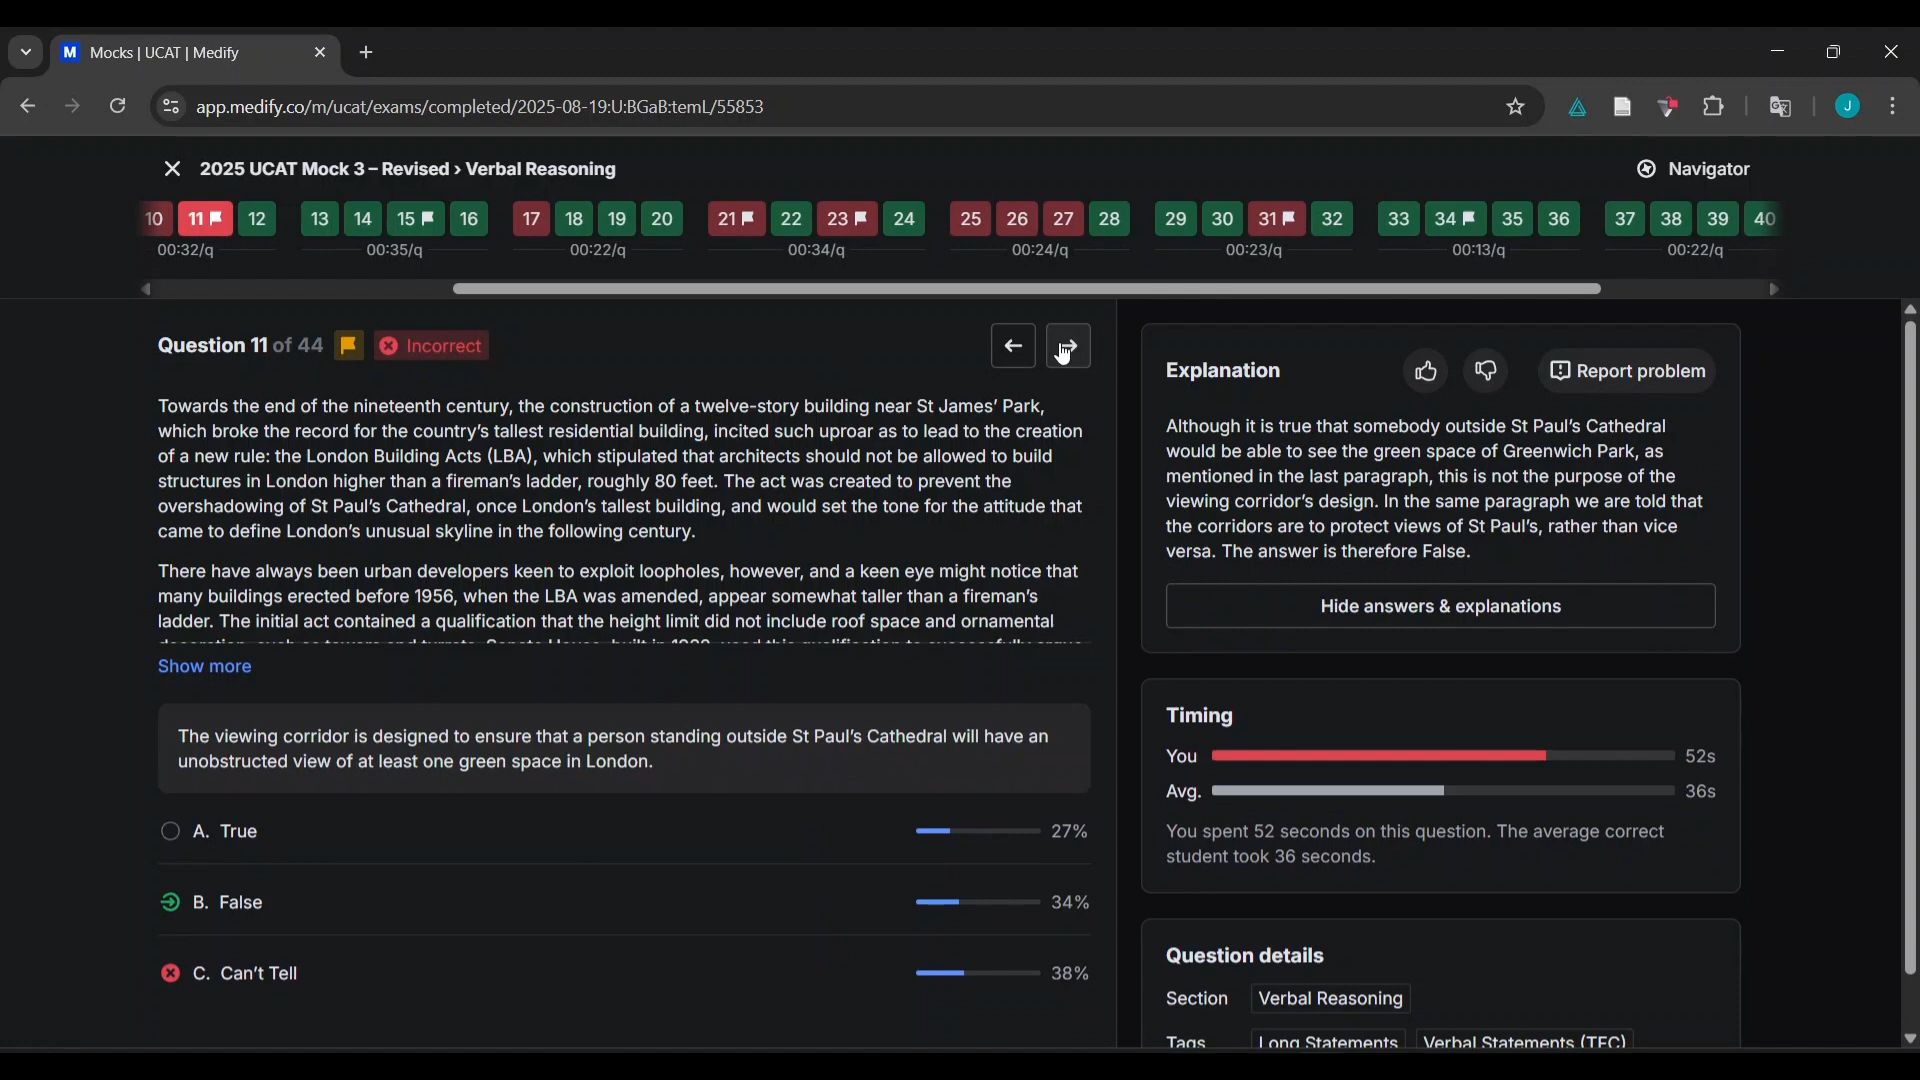 M Mocks | UCAT | Medify
app.medify.co/m/ucat/exams/completed/2025-08-19:U:BGaB:temL/55853
J
2025 UCAT Mock 3 – Revised › Verbal Reasoning
Navigator
10 11 12 13 14 15 16 17 18 19 20 21 22 23 24 25 26 27 28 29 30 31 32 33 34 35 36 37 38 39 40
00:32/q 00:35/q 00:22/q 00:34/q 00:24/q 00:23/q 00:13/q 00:22/q
Question 11 of 44 Incorrect
Towards the end of the nineteenth century, the construction of a twelve-story building near St James' Park,
which broke the record for the country's tallest residential building, incited such uproar as to lead to the creation
of a new rule: the London Building Acts (LBA), which stipulated that architects should not be allowed to build
structures in London higher than a fireman's ladder, roughly 80 feet. The act was created to prevent the
overshadowing of St Paul's Cathedral, once London's tallest building, and would set the tone for the attitude that
came to define London's unusual skyline in the following century.
There have always been urban developers keen to exploit loopholes, however, and a keen eye might notice that
many buildings erected before 1956, when the LBA was amended, appear somewhat taller than a fireman's
ladder. The initial act contained a qualification that the height limit did not include roof space and ornamental
Show more
The viewing corridor is designed to ensure that a person standing outside St Paul's Cathedral will have an
unobstructed view of at least one green space in London.
A. True 27%
B. False 34%
C. Can't Tell 38%
Explanation
Report problem
Although it is true that somebody outside St Paul's Cathedral
would be able to see the green space of Greenwich Park, as
mentioned in the last paragraph, this is not the purpose of the
viewing corridor's design. In the same paragraph we are told that
the corridors are to protect views of St Paul's, rather than vice
versa. The answer is therefore False.
Hide answers & explanations
Timing
You 52s
Avg. 36s
You spent 52 seconds on this question. The average correct
student took 36 seconds.
Question details
Section Verbal Reasoning
Tags Long Statements Verbal Statements (TFC)